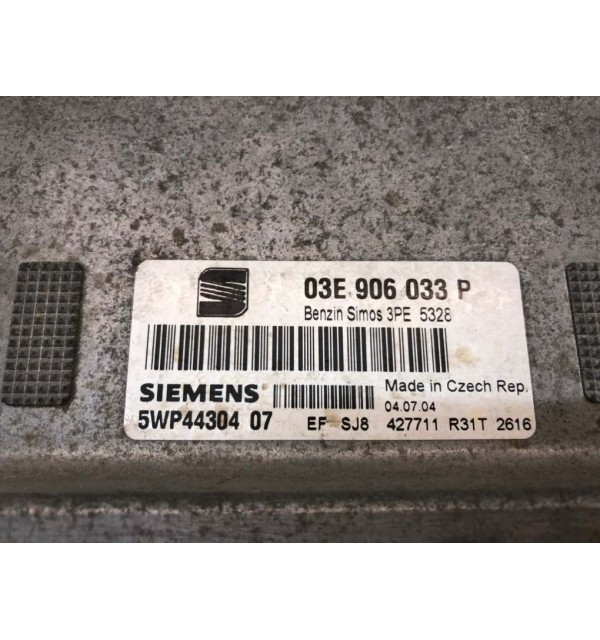 03E 906 033 P
Benzin Simos 3PE 5328
SIEMENS
Made in Czech Rep.
04.07.04
5WP44304 07 EF SJ8 427711 R31T 2616